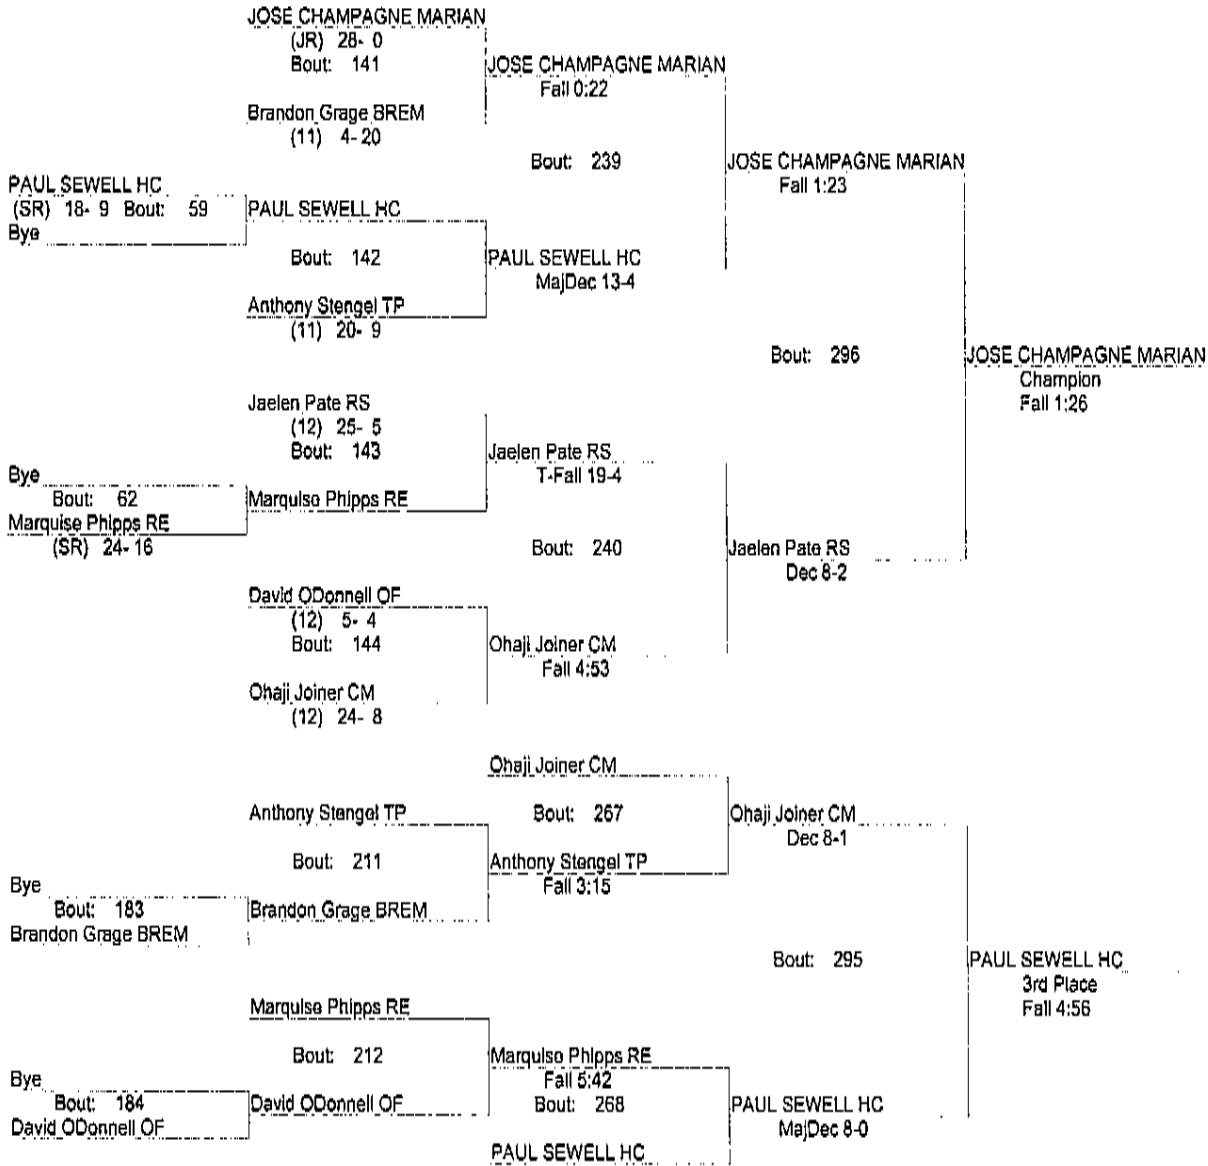 JOSE CHAMPAGNE MARIAN
(JR) 28- 0
Bout: 141
JOSE CHAMPAGNE MARIAN
Fall 0:22
Brandon Grage BREM
(11) 4- 20
Bout: 239
JOSE CHAMPAGNE MARIAN
Fall 1:23
PAUL SEWELL HC
(SR) 18- 9 Bout: 59
Bye
PAUL SEWELL HC
Bout: 142
PAUL SEWELL HC
MajDec 13-4
Anthony Stengel TP
(11) 20- 9
Bout: 296
JOSE CHAMPAGNE MARIAN
Champion
Fall 1:26
Jaelen Pate RS
(12) 25- 5
Bout: 143
Jaelen Pate RS
T-Fall 19-4
Bye
Bout: 62
Marquise Phipps RE
(SR) 24- 16
Marquise Phipps RE
Bout: 240
Jaelen Pate RS
Dec 8-2
David ODonnell OF
(12) 5- 4
Bout: 144
Ohaji Joiner CM
Fall 4:53
Ohaji Joiner CM
(12) 24- 8
Ohaji Joiner CM
Anthony Stengel TP
Bout: 267
Ohaji Joiner CM
Dec 8-1
Bout: 211
Anthony Stengel TP
Fall 3:15
Bye
Bout: 183
Brandon Grage BREM
Brandon Grage BREM
Bout: 295
PAUL SEWELL HC
3rd Place
Fall 4:56
Marquise Phipps RE
Bout: 212
Marquise Phipps RE
Fall 5:42
Bye
Bout: 184
David ODonnell OF
David ODonnell OF
Bout: 268
PAUL SEWELL HC
MajDec 8-0
PAUL SEWELL HC